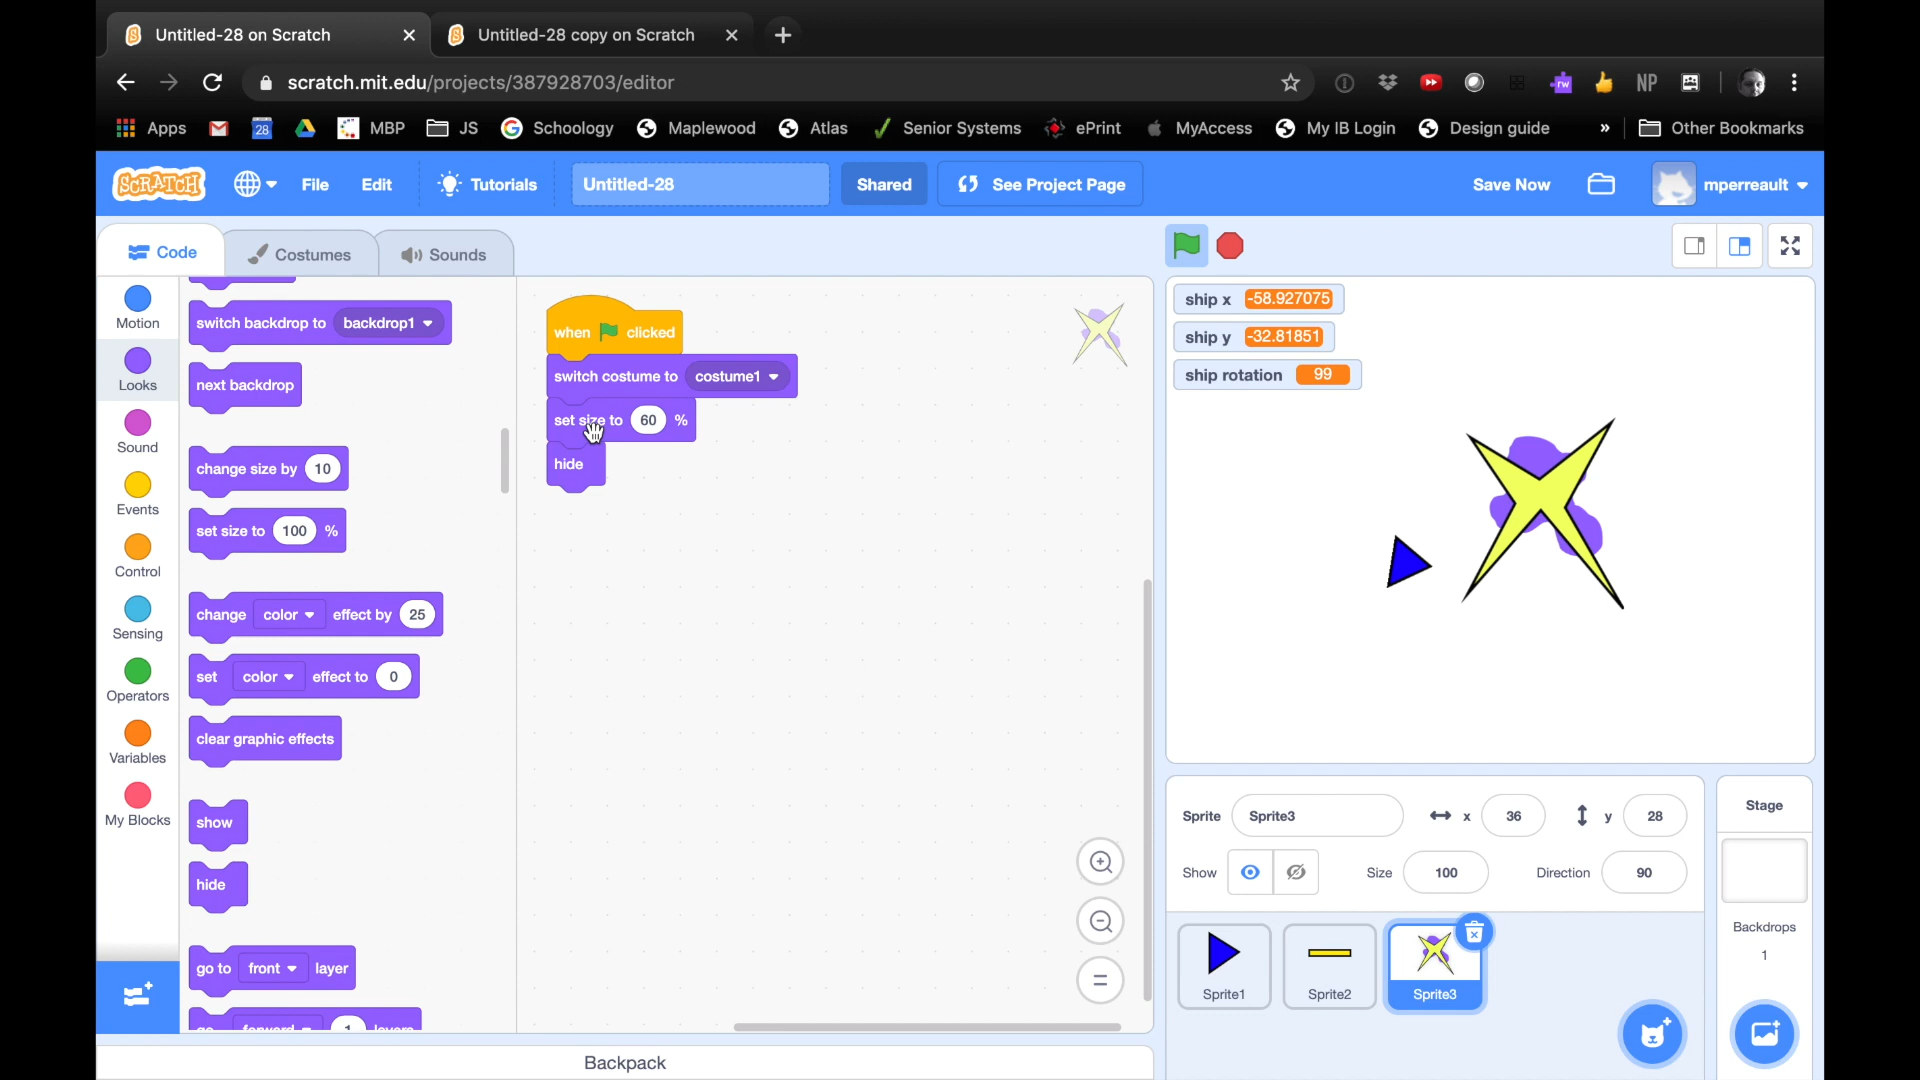 Untitled-28 on Scratch
Untitled-28 copy on Scratch
scratch.mit.edu/projects/387928703/editor
NP
Apps
28
MBP
JS
Schoology
Maplewood
Atlas
Senior Systems
ePrint
MyAccess
My IB Login
Design guide
»
Other Bookmarks
SCRATCH
File
Edit
Tutorials
Untitled-28
Shared
See Project Page
Save Now
mperreault
Code
Costumes
Sounds
Motion
Looks
Sound
Events
Control
Sensing
Operators
Variables
My Blocks
switch backdrop to backdrop1
next backdrop
change size by 10
set size to 100 %
change color effect by 25
set color effect to 0
clear graphic effects
show
hide
go to front layer
go forward 1 layers
when clicked
switch costume to costume1
set size to 60 %
hide
Backpack
ship x -58.927075
ship y -32.81851
ship rotation 99
Sprite Sprite3 x 36 y 28
Show Size 100 Direction 90
Sprite1
Sprite2
Sprite3
Stage
Backdrops
1